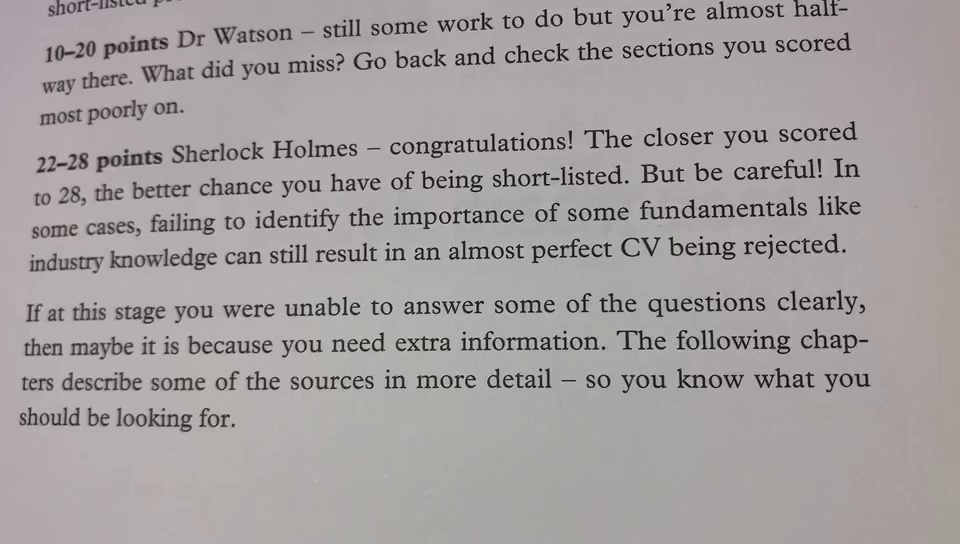 short-listed
10–20 points Dr Watson – still some work to do but you’re almost half-
way there. What did you miss? Go back and check the sections you scored
most poorly on.
22–28 points Sherlock Holmes – congratulations! The closer you scored
to 28, the better chance you have of being short-listed. But be careful! In
some cases, failing to identify the importance of some fundamentals like
industry knowledge can still result in an almost perfect CV being rejected.
If at this stage you were unable to answer some of the questions clearly,
then maybe it is because you need extra information. The following chap-
ters describe some of the sources in more detail – so you know what you
should be looking for.